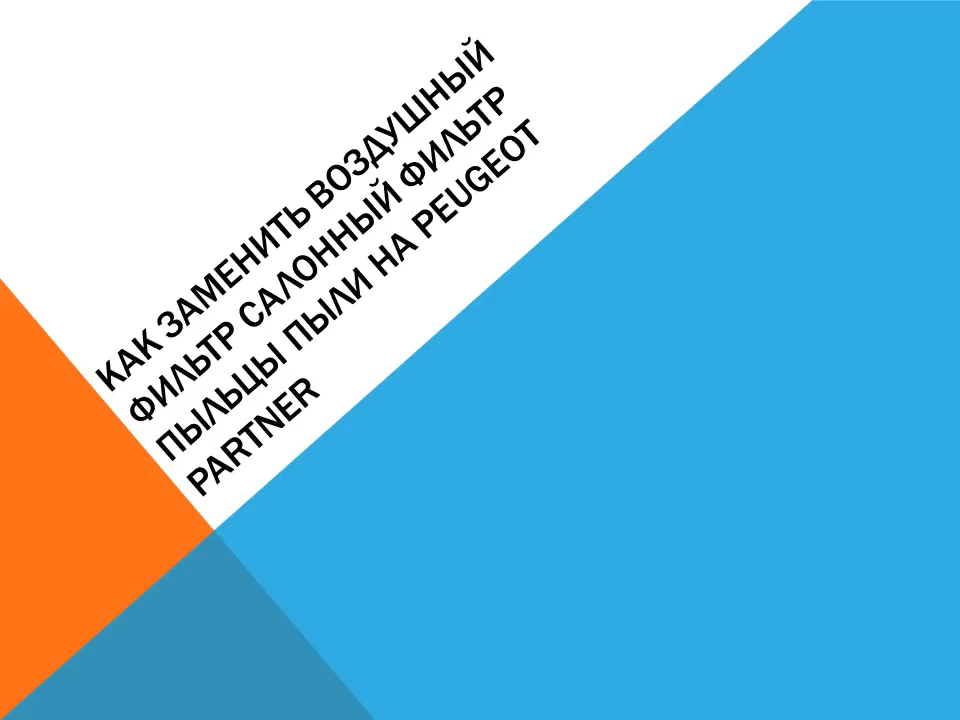 КАК ЗАМЕНИТЬ ВОЗДУШНЫЙ
ФИЛЬТР САЛОННЫЙ ФИЛЬТР
ПЫЛЬЦЫ ПЫЛИ НА PEUGEOT
PARTNER